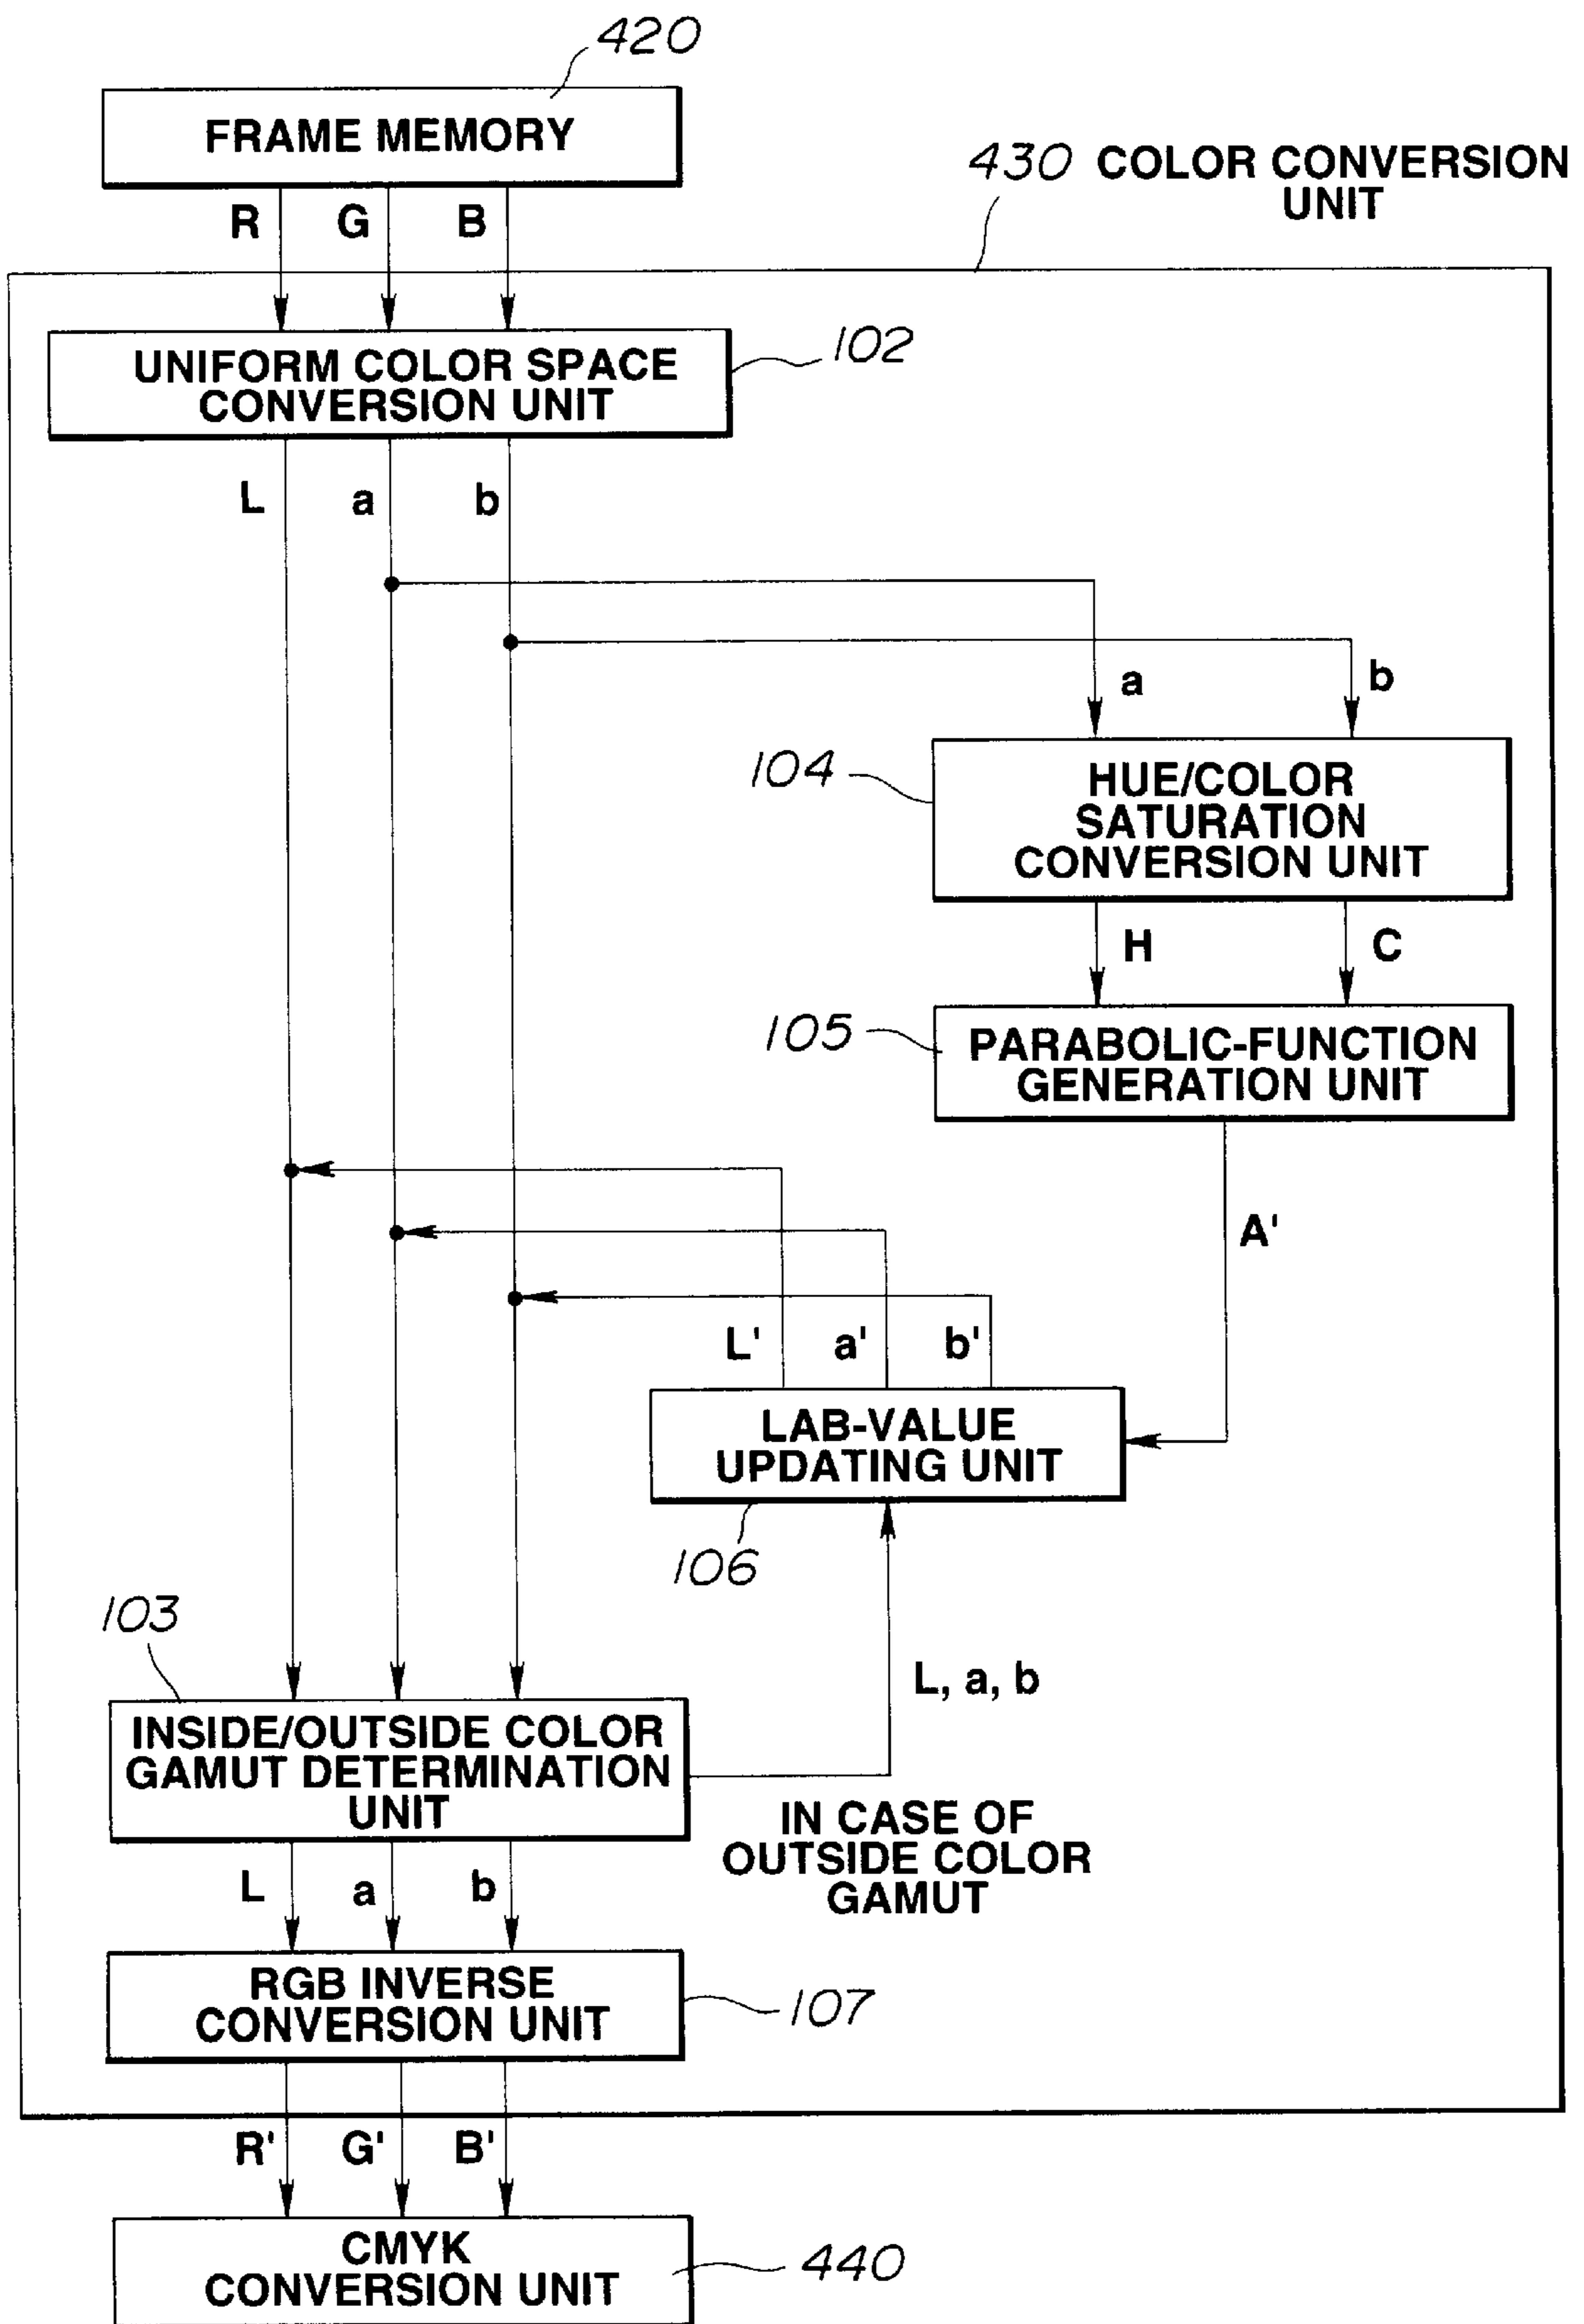 420
FRAME MEMORY
430 COLOR CONVERSION
UNIT
R G B
UNIFORM COLOR SPACE
CONVERSION UNIT
102
L a b
a b
104
HUE/COLOR
SATURATION
CONVERSION UNIT
H C
105
PARABOLIC-FUNCTION
GENERATION UNIT
A'
L' a' b'
LAB-VALUE
UPDATING UNIT
106
103
L, a, b
INSIDE/OUTSIDE COLOR
GAMUT DETERMINATION
UNIT
IN CASE OF
OUTSIDE COLOR
GAMUT
L a b
RGB INVERSE
CONVERSION UNIT
107
R' G' B'
CMYK
CONVERSION UNIT
440